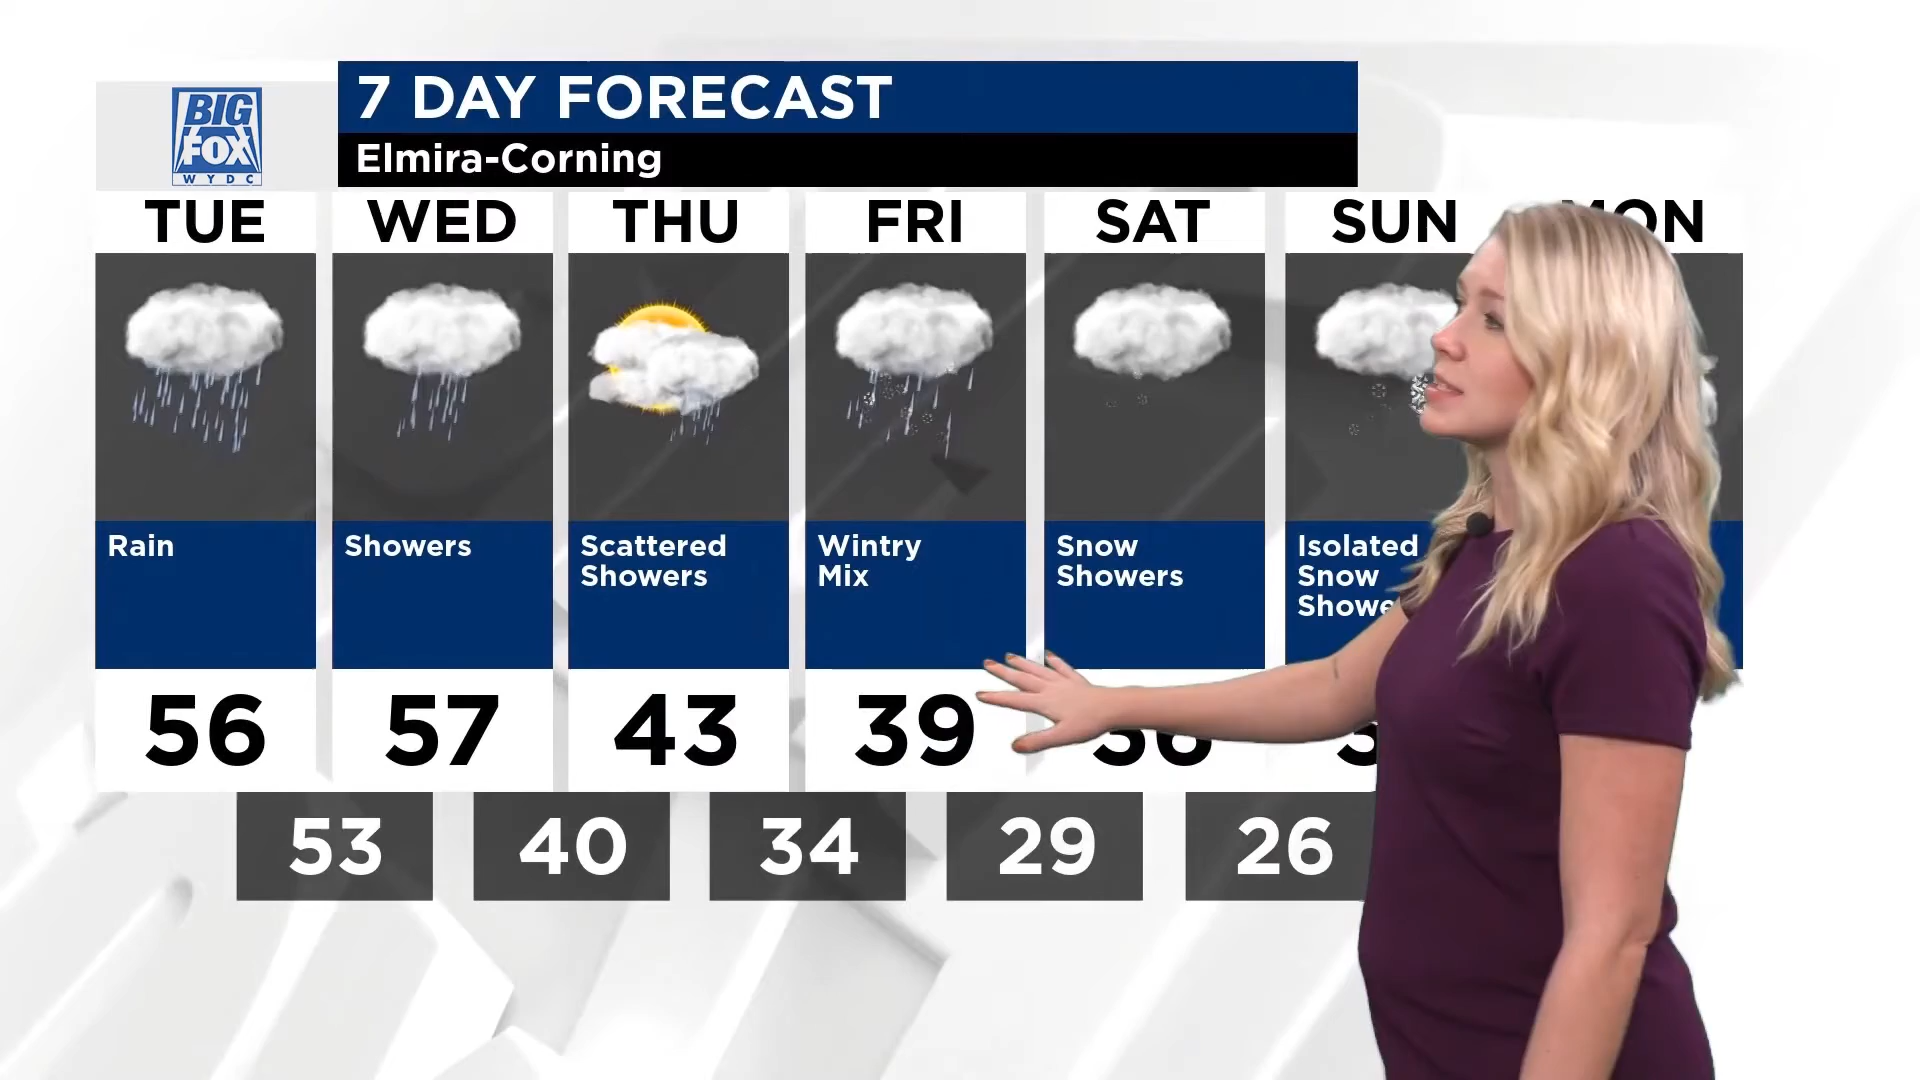 BIG
FOX
WYDC
7 DAY FORECAST
Elmira-Corning
TUE WED THU FRI SAT SUN
Rain
Showers
Scattered
Showers
Wintry
Mix
Snow
Showers
Isolated
Snow
56 57 43 39
53 40 34 29 26